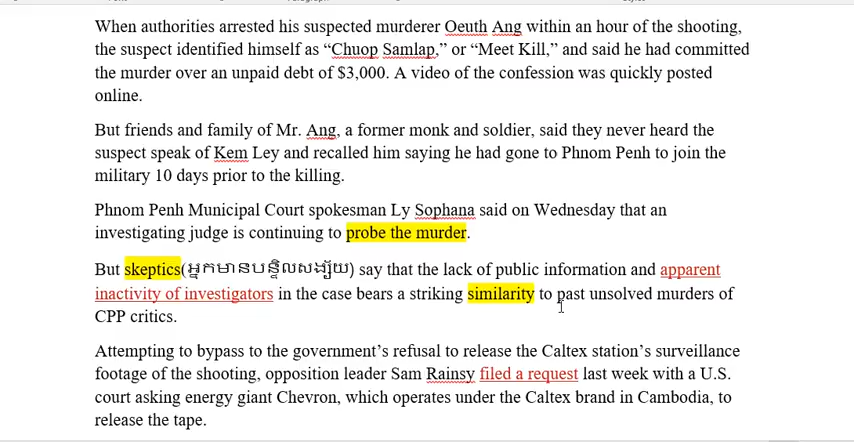 When authorities arrested his suspected murderer Oeuth Ang within an hour of the shooting,
the suspect identified himself as “Chuop Samlap,” or “Meet Kill,” and said he had committed
the murder over an unpaid debt of $3,000. A video of the confession was quickly posted
online.
But friends and family of Mr. Ang, a former monk and soldier, said they never heard the
suspect speak of Kem Ley and recalled him saying he had gone to Phnom Penh to join the
military 10 days prior to the killing.
Phnom Penh Municipal Court spokesman Ly Sophana said on Wednesday that an
investigating judge is continuing to probe the murder.
But skeptics(អ្នកមានបន្ទិលសង្ស័យ) say that the lack of public information and apparent
inactivity of investigators in the case bears a striking similarity to past unsolved murders of
CPP critics.
Attempting to bypass to the government’s refusal to release the Caltex station’s surveillance
footage of the shooting, opposition leader Sam Rainsy filed a request last week with a U.S.
court asking energy giant Chevron, which operates under the Caltex brand in Cambodia, to
release the tape.